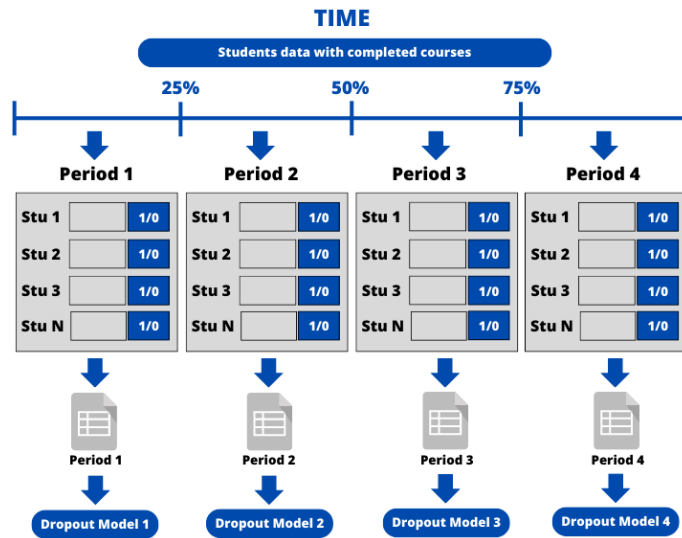 TIME
Students data with completed courses
25% 50% 75%
Period 1 Period 2 Period 3 Period 4
Stu 1 1/0 Stu 1 1/0 Stu 1 1/0 Stu 1 1/0
Stu 2 1/0 Stu 2 1/0 Stu 2 1/0 Stu 2 1/0
Stu 3 1/0 Stu 3 1/0 Stu 3 1/0 Stu 3 1/0
Stu N 1/0 Stu N 1/0 Stu N 1/0 Stu N 1/0
Period 1 Period 2 Period 3 Period 4
Dropout Model 1 Dropout Model 2 Dropout Model 3 Dropout Model 4